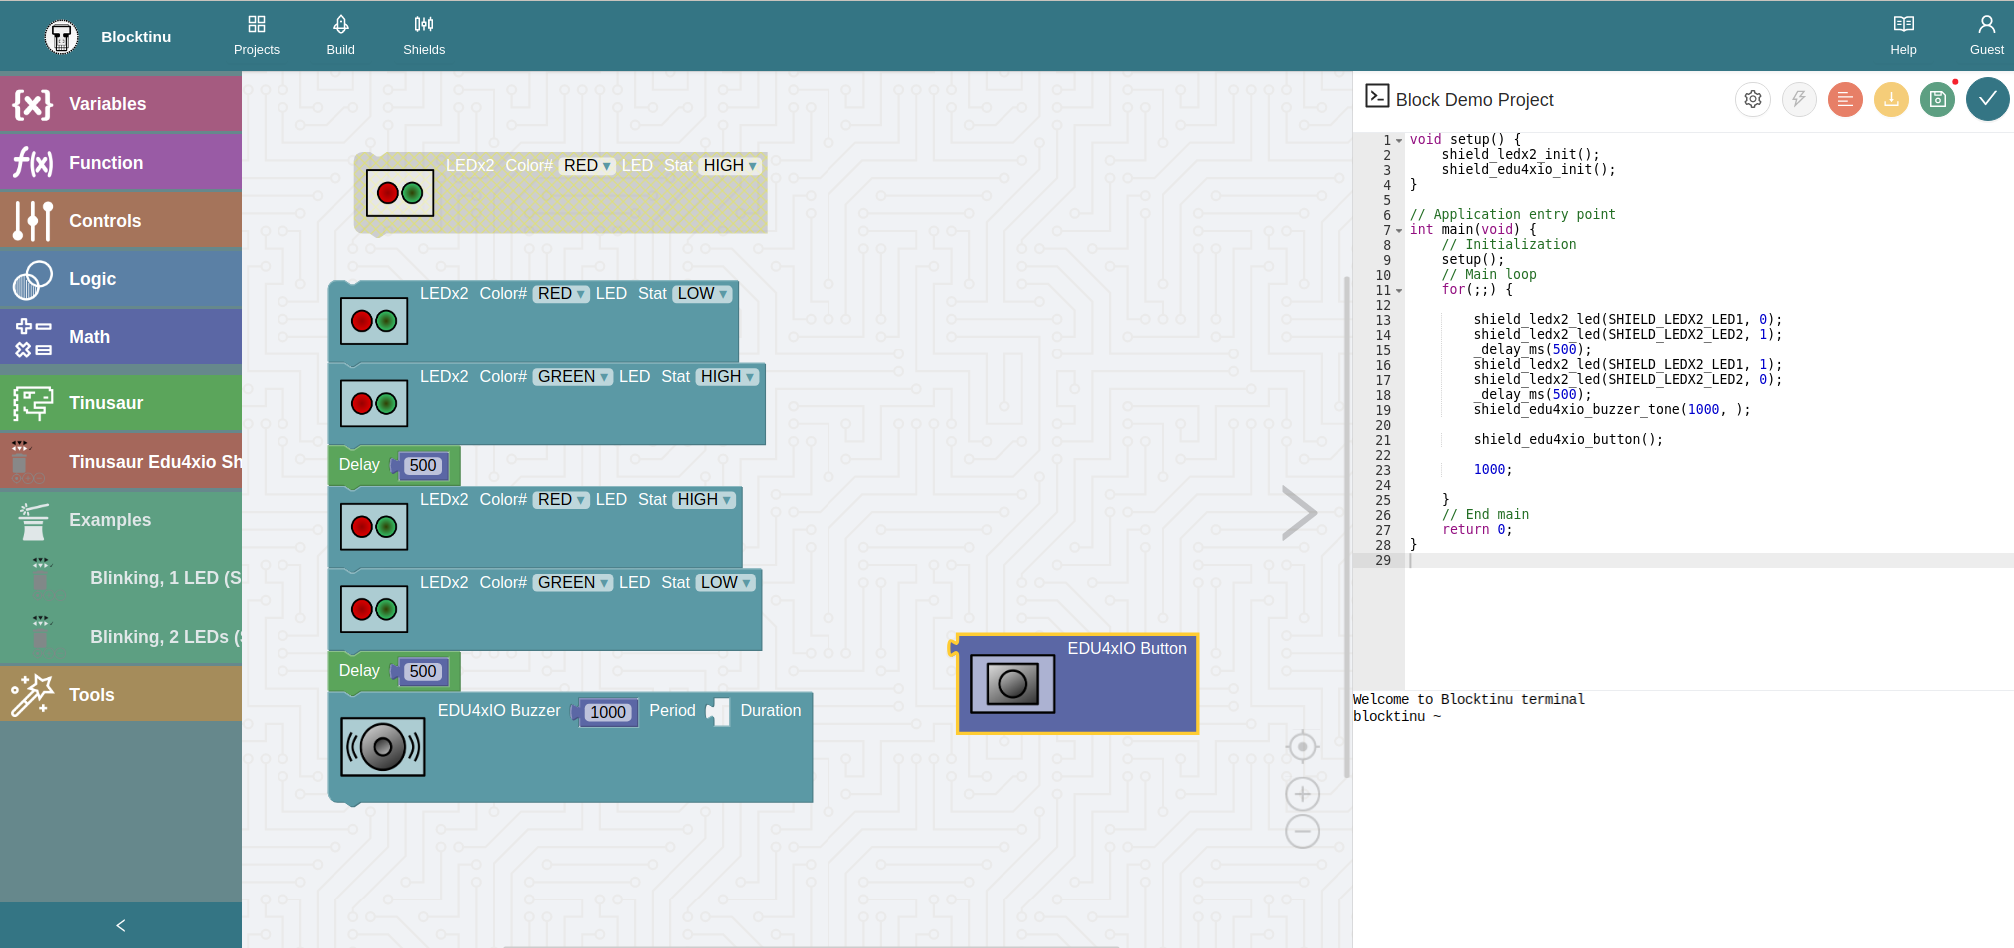 Blocktinu
Projects
Build
Shields
Help
Guest
Variables
Function
Controls
Logic
Math
Tinusaur
Tinusaur Edu4xio Sh
Examples
Blinking, 1 LED (S
Blinking, 2 LEDs (S
Tools
<
LEDx2 Color# RED ▾ LED Stat HIGH ▾
LEDx2 Color# RED ▾ LED Stat LOW ▾
LEDx2 Color# GREEN ▾ LED Stat HIGH ▾
Delay 500
LEDx2 Color# RED ▾ LED Stat HIGH ▾
LEDx2 Color# GREEN ▾ LED Stat LOW ▾
Delay 500
EDU4xIO Buzzer 1000 Period Duration
EDU4xIO Button
Block Demo Project
1 void setup() {
2 shield_ledx2_init();
3 shield_edu4xio_init();
4 }
5
6 // Application entry point
7 int main(void) {
8 // Initialization
9 setup();
10 // Main loop
11 for(;;) {
12
13 shield_ledx2_led(SHIELD_LEDX2_LED1, 0);
14 shield_ledx2_led(SHIELD_LEDX2_LED2, 1);
15 _delay_ms(500);
16 shield_ledx2_led(SHIELD_LEDX2_LED1, 1);
17 shield_ledx2_led(SHIELD_LEDX2_LED2, 0);
18 _delay_ms(500);
19 shield_edu4xio_buzzer_tone(1000, );
20
21 shield_edu4xio_button();
22
23 1000;
24
25 }
26 // End main
27 return 0;
28 }
29
Welcome to Blocktinu terminal
blocktinu ~